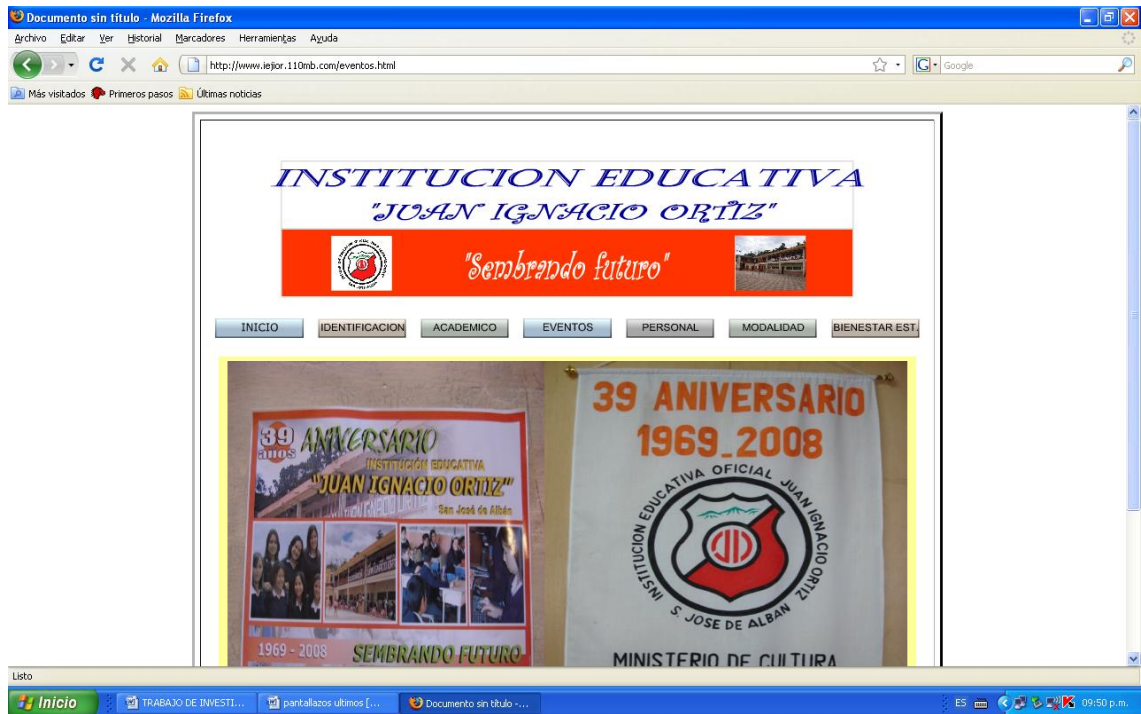 Documento sin título - Mozilla Firefox
Archivo Editar Ver Historial Marcadores Herramientas Ayuda
http://www.iejior.110mb.com/eventos.html
Google
Más visitados Primeros pasos Últimas noticias
INSTITUCION EDUCATIVA
"JUAN IGNACIO ORTIZ"
"Sembrando futuro"
INICIO IDENTIFICACION ACADEMICO EVENTOS PERSONAL MODALIDAD BIENESTAR EST.
39 años ANIVERSARIO
INSTITUCIÓN EDUCATIVA
"JUAN IGNACIO ORTIZ"
San José de Albán
1969 - 2008 SEMBRANDO FUTURO
39 ANIVERSARIO
1969_2008
INSTITUCION EDUCATIVA OFICIAL JUAN IGNACIO ORTIZ
S. JOSE DE ALBAN
MINISTERIO DE CULTURA
Listo
Inicio TRABAJO DE INVESTI... pantallazos ultimos [... Documento sin título -... ES 09:50 p.m.